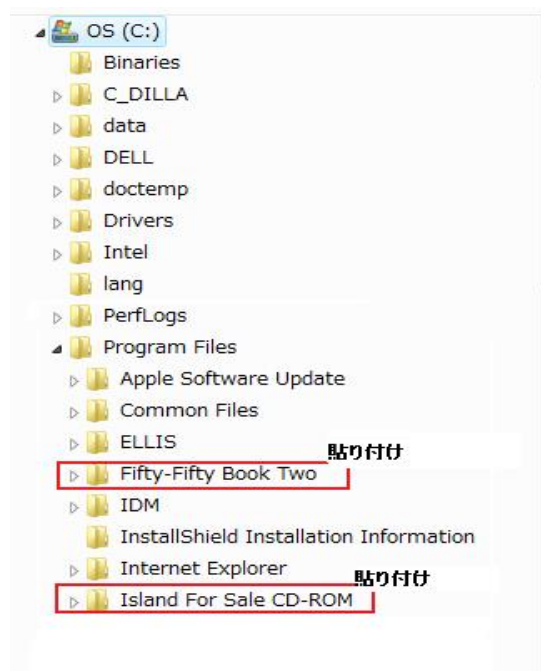 OS (C:)
Binaries
C_DILLA
data
DELL
doctemp
Drivers
Intel
lang
PerfLogs
Program Files
Apple Software Update
Common Files
ELLIS
貼り付け
Fifty-Fifty Book Two
IDM
InstallShield Installation Information
Internet Explorer
貼り付け
Island For Sale CD-ROM